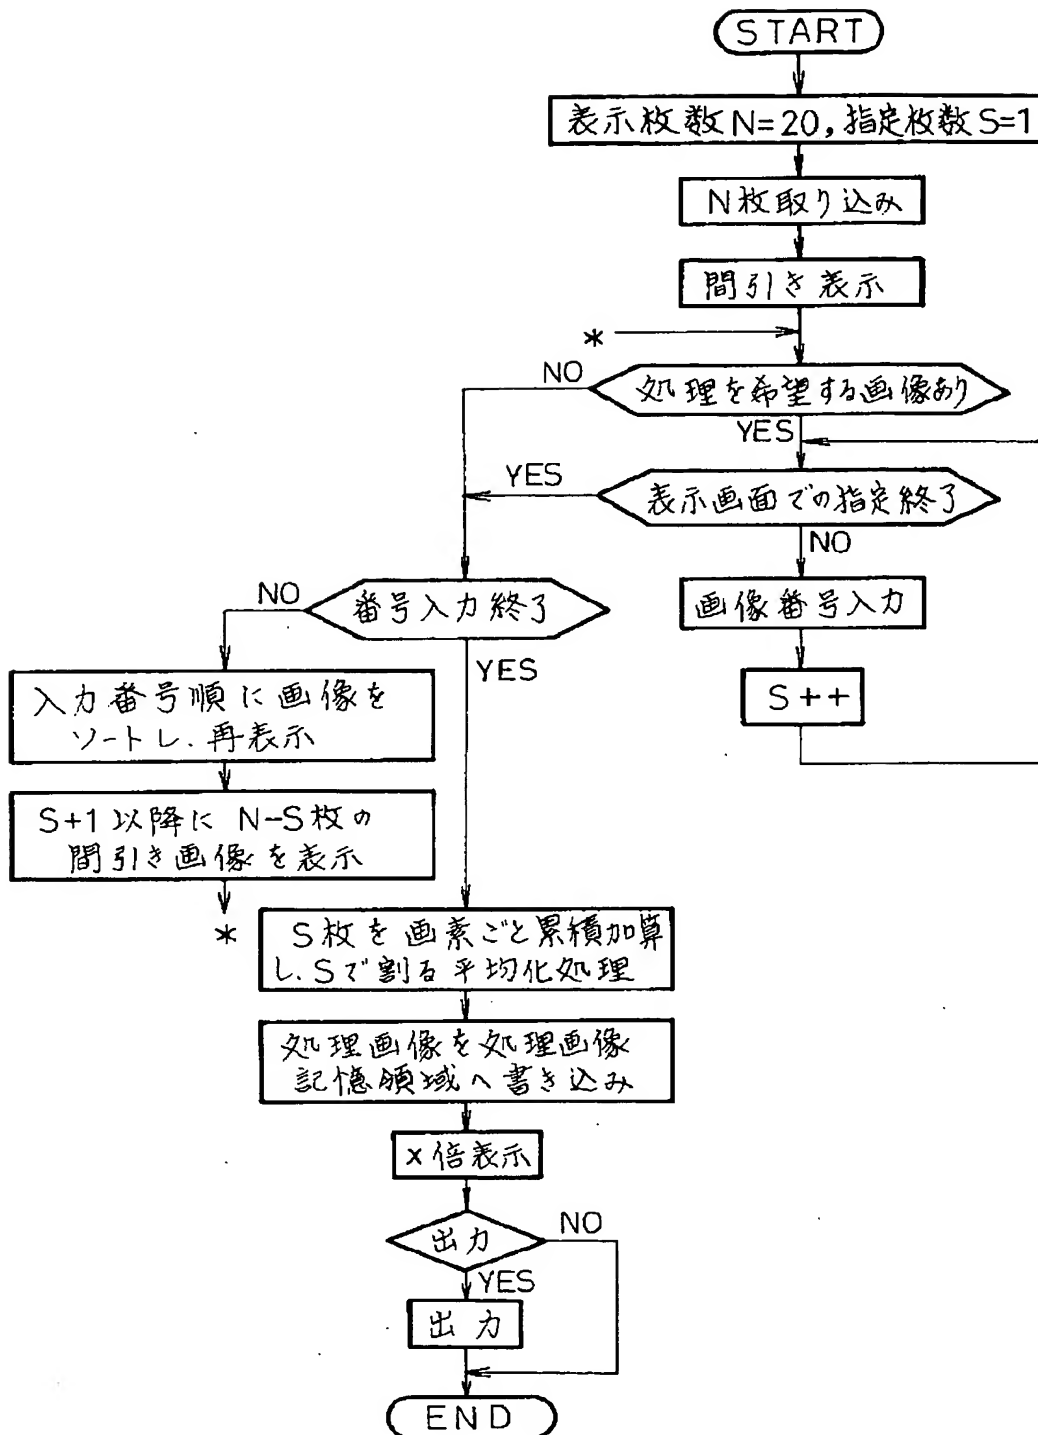 START
表示枚数N=20,指定枚数S=1
N枚取り込み
間引き表示
*
NO
処理を希望する画像あり
YES
YES
表示画面での指定終了
NO
NO
番号入力終了
画像番号入力
YES
入力番号順に画像を
ソートし.再表示
S++
S+1以降にN-S枚の
間引き画像を表示
*
S枚を画素ごと累積加算
し.Sで割る平均化処理
処理画像を処理画像
記憶領域へ書き込み
x倍表示
出力
NO
YES
出力
END